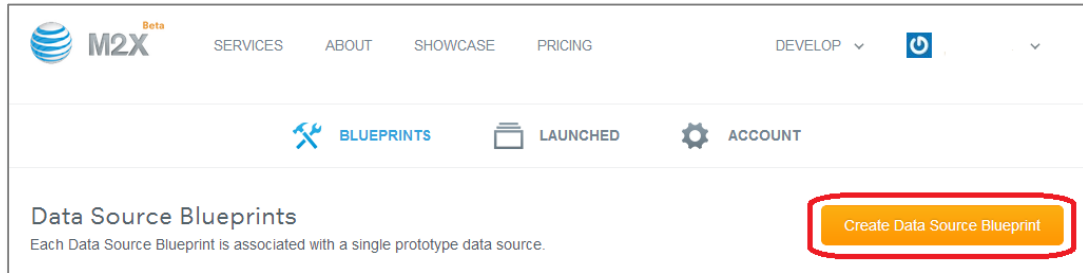 Beta
M2X SERVICES ABOUT SHOWCASE PRICING DEVELOP
BLUEPRINTS LAUNCHED ACCOUNT
Data Source Blueprints
Create Data Source Blueprint
Each Data Source Blueprint is associated with a single prototype data source.